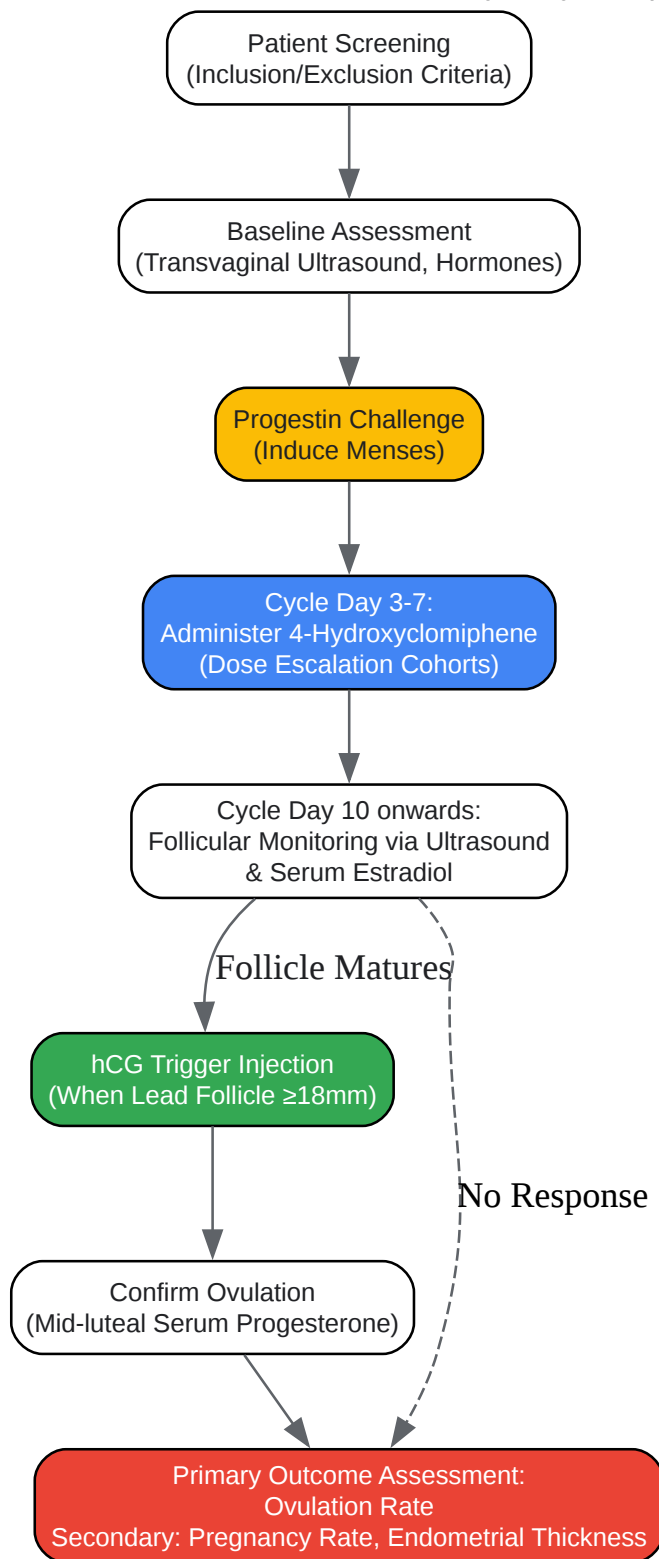 Patient Screening
(Inclusion/Exclusion Criteria)
Baseline Assessment
(Transvaginal Ultrasound, Hormones)
Progestin Challenge
(Induce Menses)
Cycle Day 3-7:
Administer 4-Hydroxyclomiphene
(Dose Escalation Cohorts)
Cycle Day 10 onwards:
Follicular Monitoring via Ultrasound
& Serum Estradiol
Follicle Matures
hCG Trigger Injection
(When Lead Follicle ≥18mm)
No Response
Confirm Ovulation
(Mid-luteal Serum Progesterone)
Primary Outcome Assessment:
Ovulation Rate
Secondary: Pregnancy Rate, Endometrial Thickness